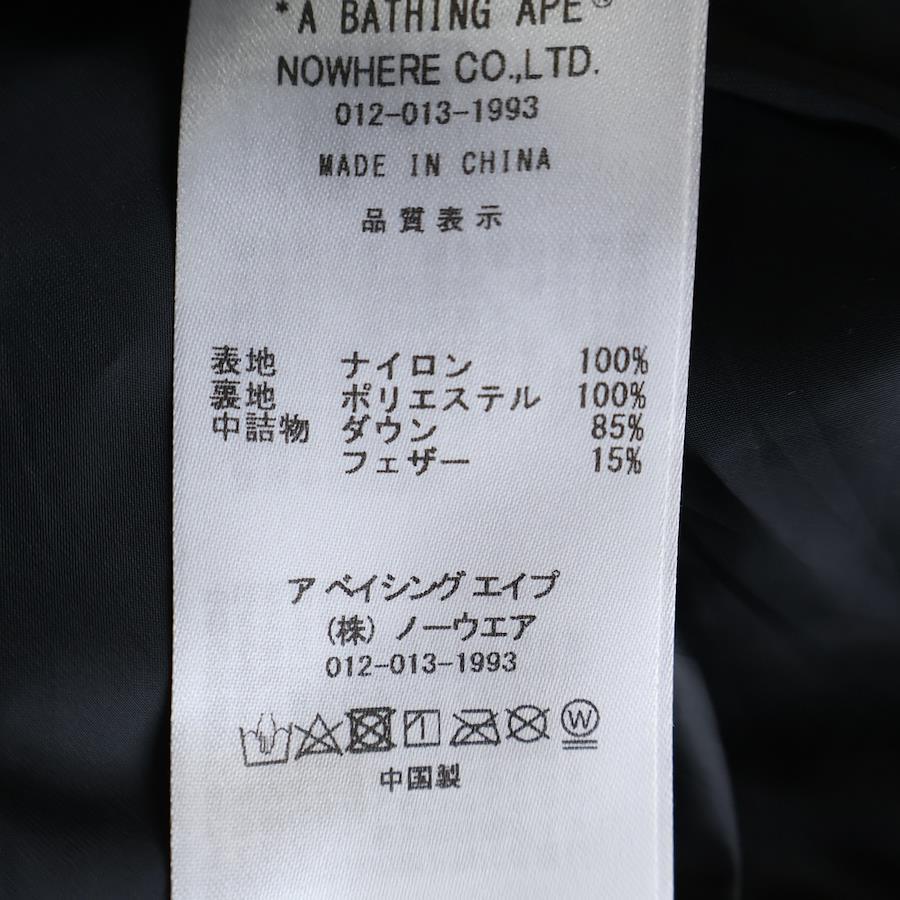 *A BATHING APE®
NOWHERE CO.,LTD.
012-013-1993
MADE IN CHINA
品質表示
表地 ナイロン 100%
裏地 ポリエステル 100%
中詰物 ダウン 85%
フェザー 15%
ア ベイシング エイプ
(株) ノーウエア
012-013-1993
W
中国製